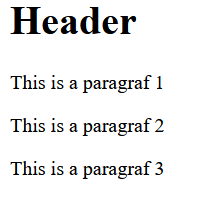 Header
This is a paragraf 1
This is a paragraf 2
This is a paragraf 3